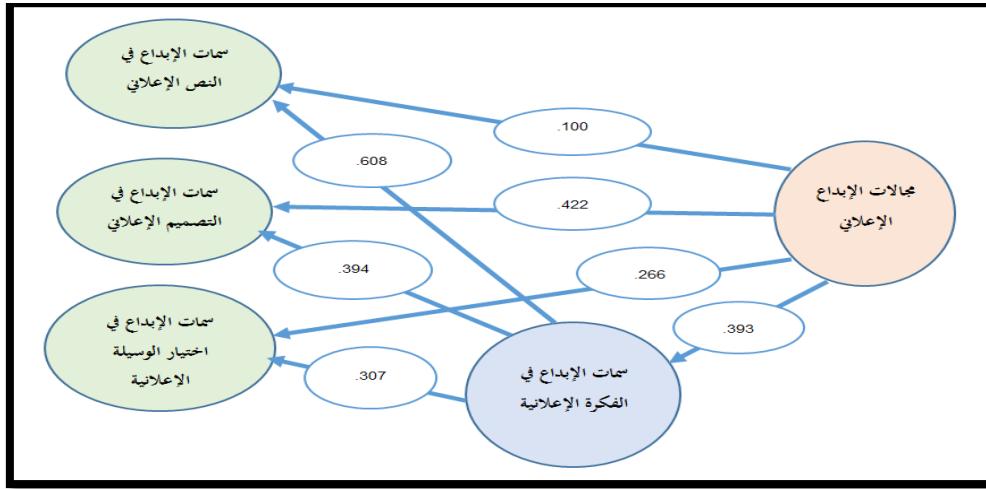 سمات الإبداع في
النص الإعلاني
.100
.608
مجالات الإبداع
الإعلاني
سمات الإبداع في
التصميم الإعلاني
.422
.394
.266
سمات الإبداع في
اختيار الوسيلة
الإعلانية
.393
.307
سمات الإبداع في
الفكرة الإعلانية